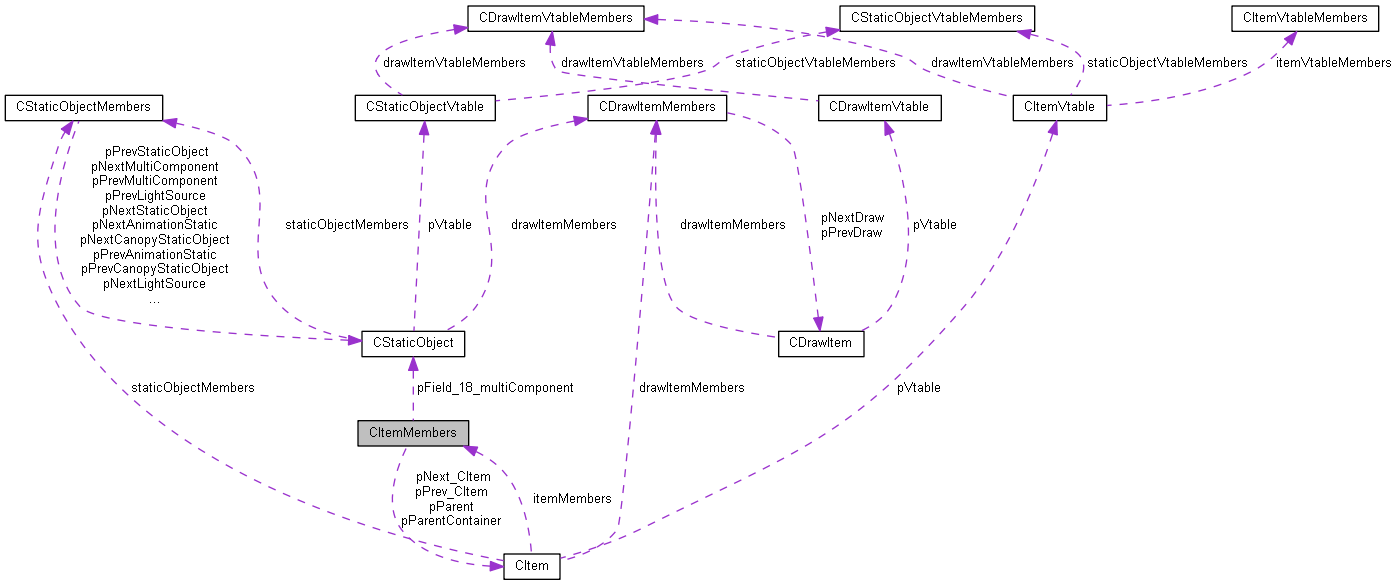 CDrawItemVtableMembers
CStaticObjectVtableMembers
CItemVtableMembers
drawItemVtableMembers
drawItemVtableMembers
staticObjectVtableMembers
drawItemVtableMembers
staticObjectVtableMembers
itemVtableMembers
CStaticObjectMembers
CStaticObjectVtable
CDrawItemMembers
CDrawItemVtable
CItemVtable
pPrevStaticObject
pNextMultiComponent
pPrevMultiComponent
pPrevLightSource
pNextStaticObject
pNextAnimationStatic
pNextCanopyStaticObject
pPrevAnimationStatic
pPrevCanopyStaticObject
pNextLightSource
...
staticObjectMembers
pVtable
drawItemMembers
drawItemMembers
pNextDraw
pPrevDraw
pVtable
CStaticObject
CDrawItem
staticObjectMembers
pField_18_multiComponent
drawItemMembers
pVtable
CItemMembers
pNext_CItem
pPrev_CItem
pParent
pParentContainer
itemMembers
CItem